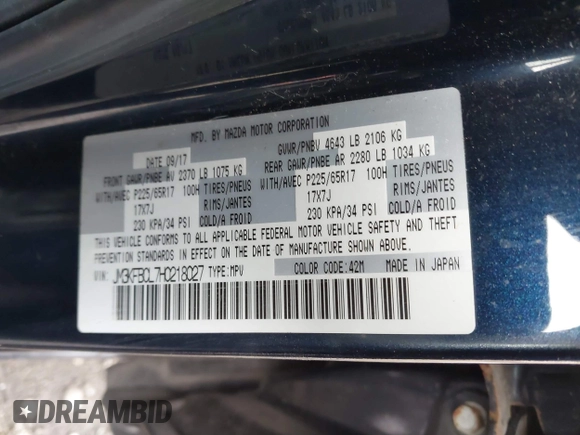 MFD. BY MAZDA MOTOR CORPORATION
DATE 09/17
GVWR/PNBV 4643 LB 2106 KG
FRONT GAWR/PNBE AV 2370 LB 1075 KG
REAR GAWR/PNBE AR 2280 LB 1034 KG
WITH/AVEC P225/65R17 100H TIRES/PNEUS
WITH/AVEC P225/65R17 100H TIRES/PNEUS
17X7J RIMS/JANTES
17X7J RIMS/JANTES
230 KPA/34 PSI COLD/A FROID
230 KPA/34 PSI COLD/A FROID
THIS VEHICLE CONFORMS TO ALL APPLICABLE FEDERAL MOTOR VEHICLE SAFETY AND THEFT
PREVENTION STANDARDS IN EFFECT ON THE DATE OF MANUFACTURE SHOWN ABOVE.
VIN: JM3KFBCL7H0218027 TYPE:MPV
COLOR CODE:42M
MADE IN JAPAN
DREAMBID